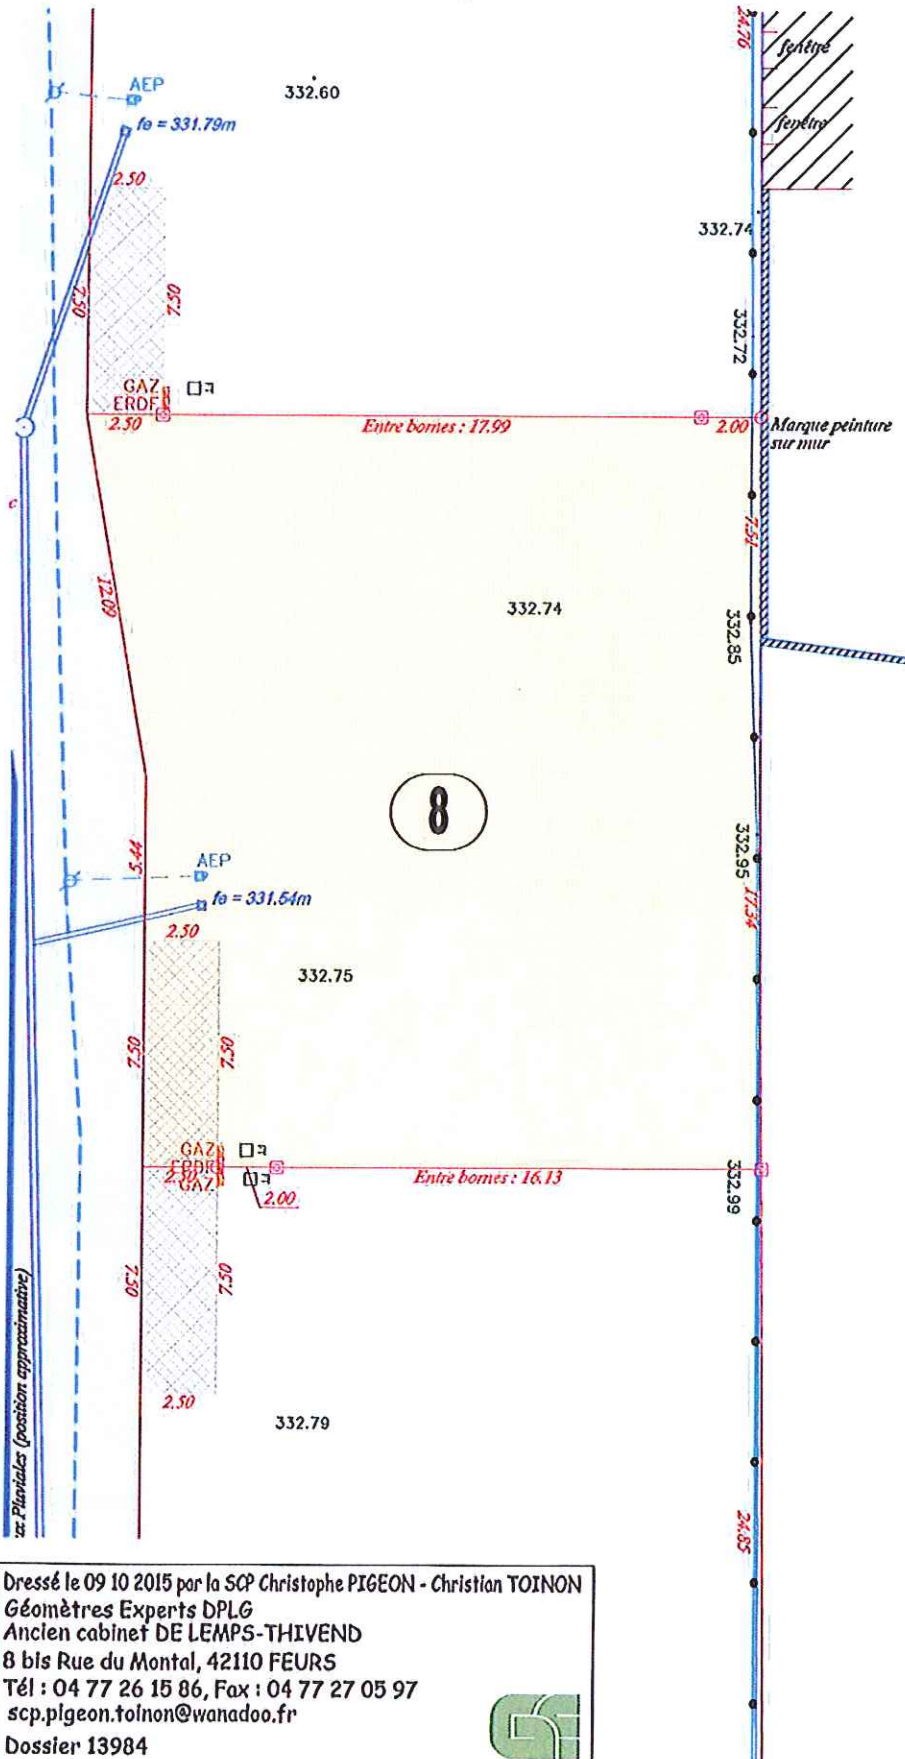 24.76
fenêtre
AEP
332.60
fe = 331.79m
fenêtre
2.50
332.74
7.50
7.50
332.72
GAZ
ERDF
2.50
Entre bornes : 17.99
2.00
Marque peinture
sur mur
c
7.51
12.09
332.74
332.85
8
5.44
332.95
AEP
17.34
fe = 331.54m
2.50
332.75
7.50
7.50
GAZ
ERDF
2.50
GAZ
Entre bornes : 16.13
332.99
2.00
7.50
7.50
ux Pluviales (position approximative)
2.50
332.79
24.85
Dressé le 09 10 2015 par la SCP Christophe PIGEON - Christian TOINON
Géomètres Experts DPLG
Ancien cabinet DE LEMPS-THIVEND
8 bis Rue du Montal, 42110 FEURS
Tél : 04 77 26 15 86, Fax : 04 77 27 05 97
scp.pigeon.toinon@wanadoo.fr
Dossier 13984